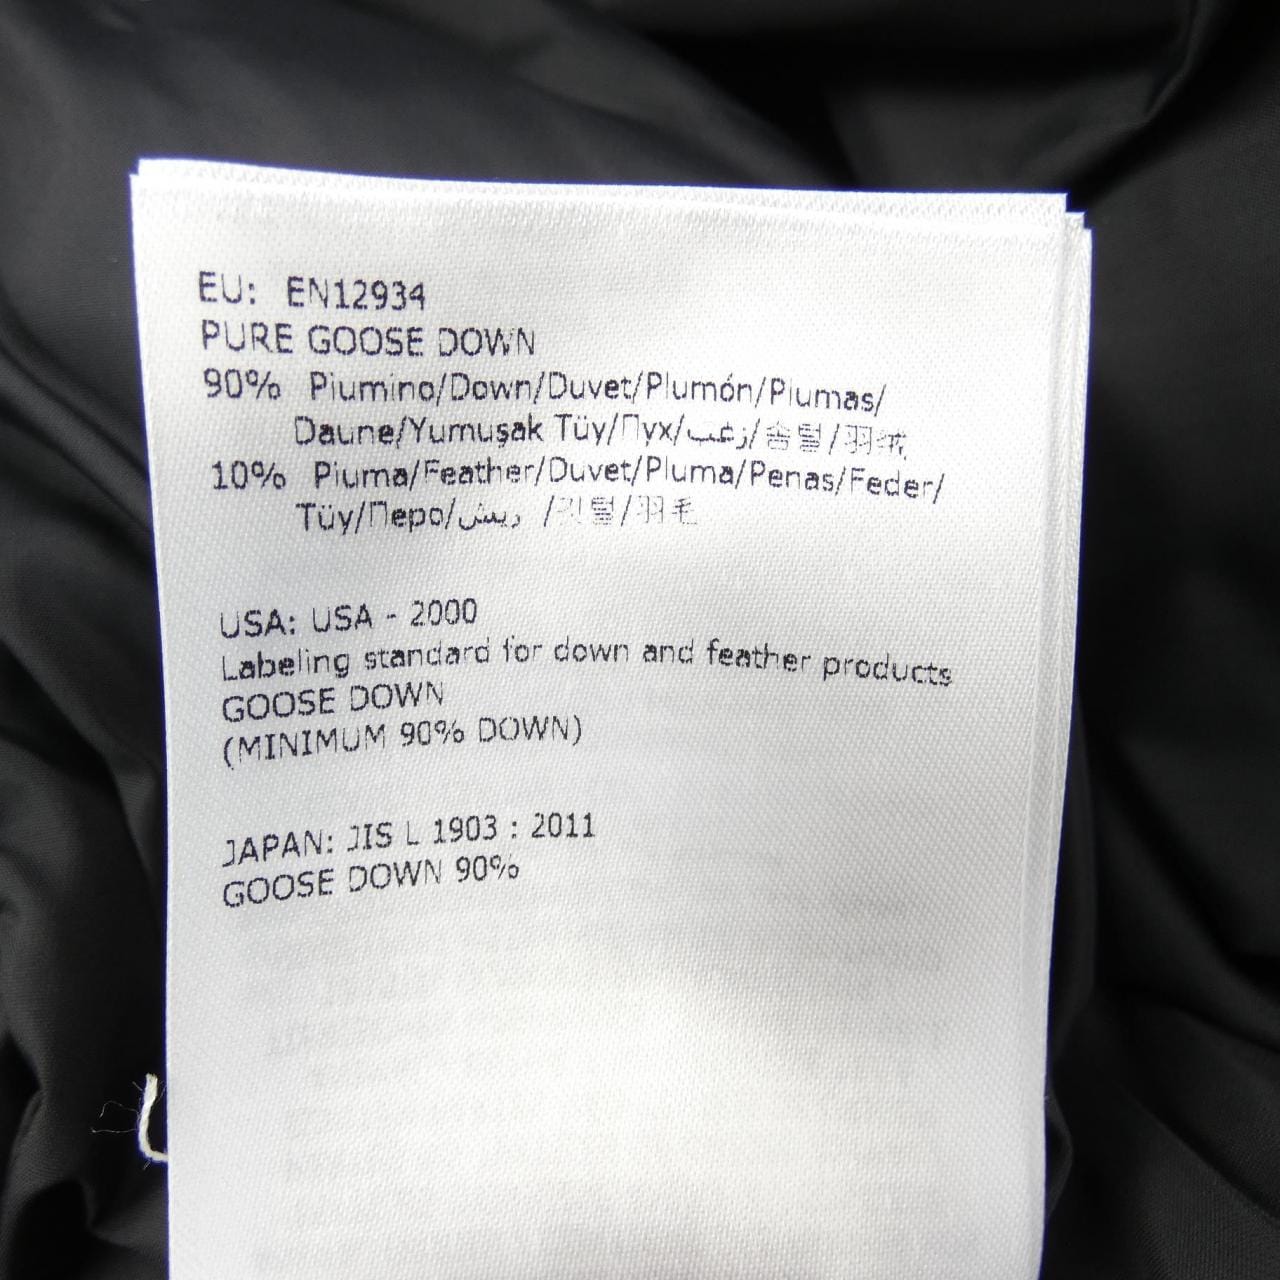 EU: EN12934
PURE GOOSE DOWN
90% Piumino/Down/Duvet/Plumón/Plumas/
Daune/Yumuşak Tüy/Пух/زغب/솜털/羽绒
10% Piuma/Feather/Duvet/Pluma/Penas/Feder/
Tüy/Перо/ريش /깃털/羽毛
USA: USA - 2000
Labeling standard for down and feather products
GOOSE DOWN
(MINIMUM 90% DOWN)
JAPAN: JIS L 1903 : 2011
GOOSE DOWN 90%